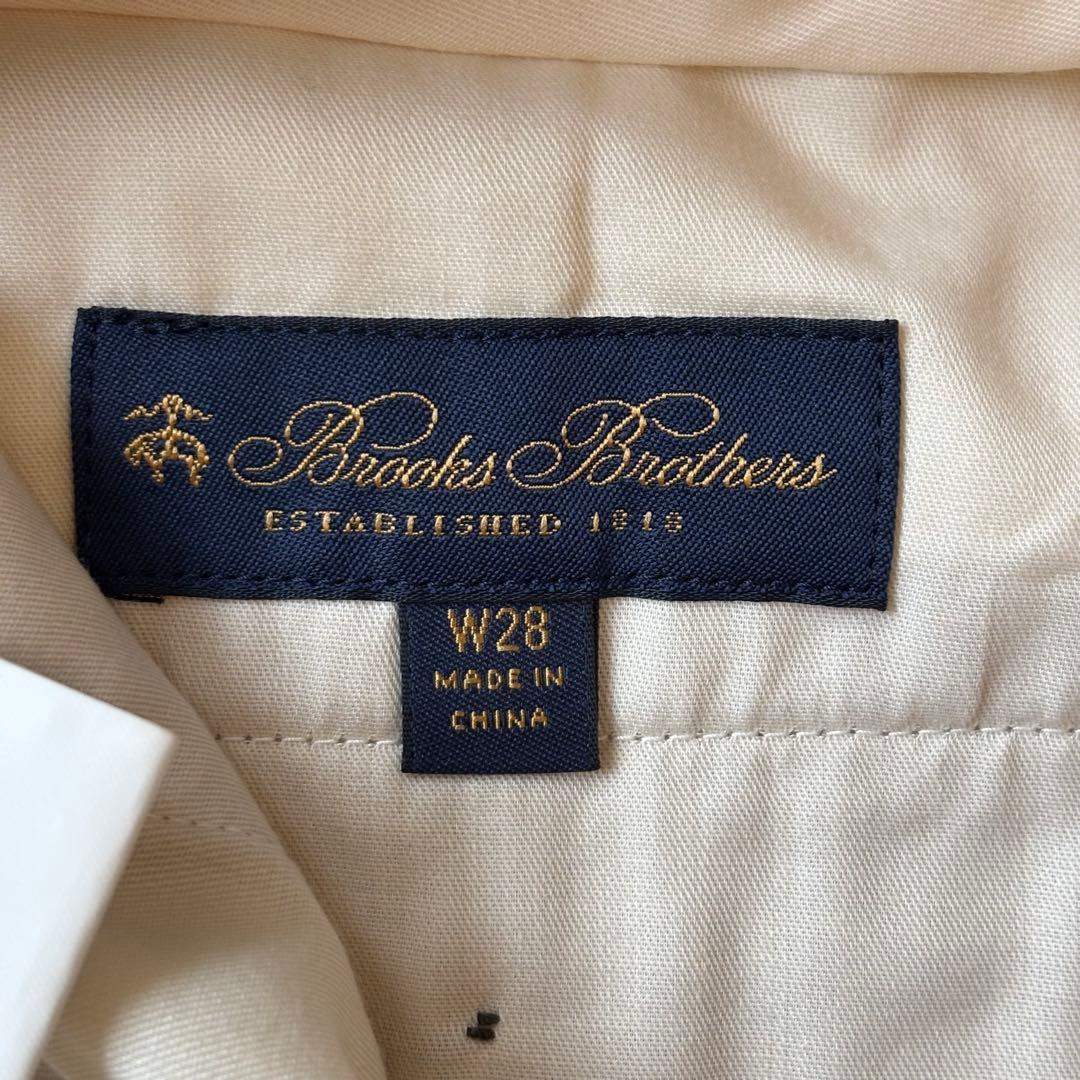 Brooks Brothers
ESTABLISHED 1818
W28
MADE IN
CHINA